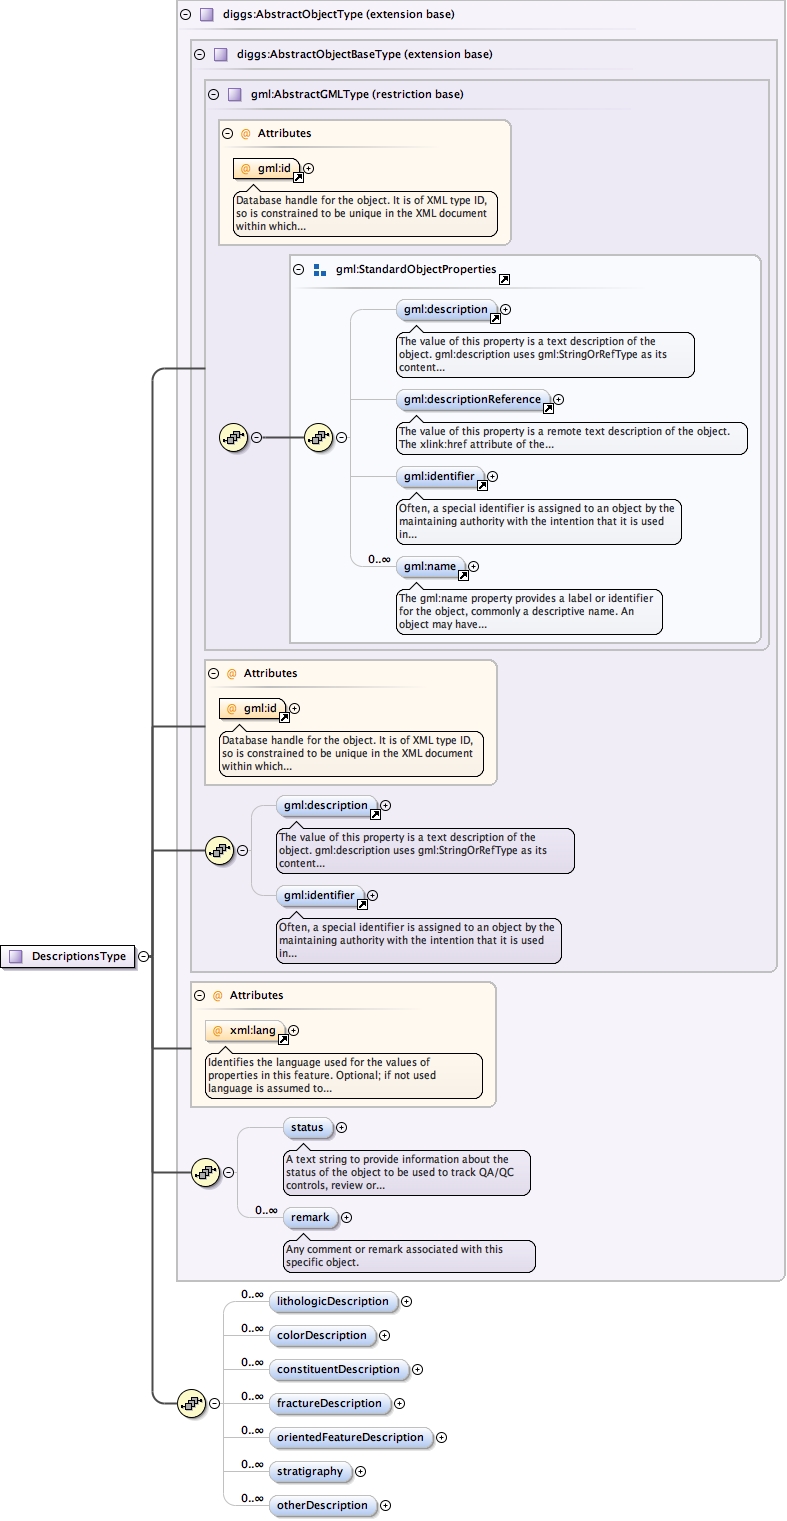 diggs:AbstractObjectType (extension base)
diggs:AbstractObjectBaseType (extension base)
gml:AbstractGMLType (restriction base)
@ Attributes
@ gml:id
Database handle for the object. It is of XML type ID,
so is constrained to be unique in the XML document
within which...
gml:StandardObjectProperties
gml:description
The value of this property is a text description of the
object. gml:description uses gml:StringOrRefType as its
content...
gml:descriptionReference
The value of this property is a remote text description of the object.
The xlink:href attribute of the...
gml:identifier
Often, a special identifier is assigned to an object by the
maintaining authority with the intention that it is used
in...
0..∞ gml:name
The gml:name property provides a label or identifier
for the object, commonly a descriptive name. An
object may have...
@ Attributes
@ gml:id
Database handle for the object. It is of XML type ID,
so is constrained to be unique in the XML document
within which...
gml:description
The value of this property is a text description of the
object. gml:description uses gml:StringOrRefType as its
content...
gml:identifier
Often, a special identifier is assigned to an object by the
maintaining authority with the intention that it is used
in...
DescriptionsType
@ Attributes
@ xml:lang
Identifies the language used for the values of
properties in this feature. Optional; if not used
language is assumed to...
status
A text string to provide information about the
status of the object to be used to track QA/QC
controls, review or...
0..∞ remark
Any comment or remark associated with this
specific object.
0..∞ lithologicDescription
0..∞ colorDescription
0..∞ constituentDescription
0..∞ fractureDescription
0..∞ orientedFeatureDescription
0..∞ stratigraphy
0..∞ otherDescription